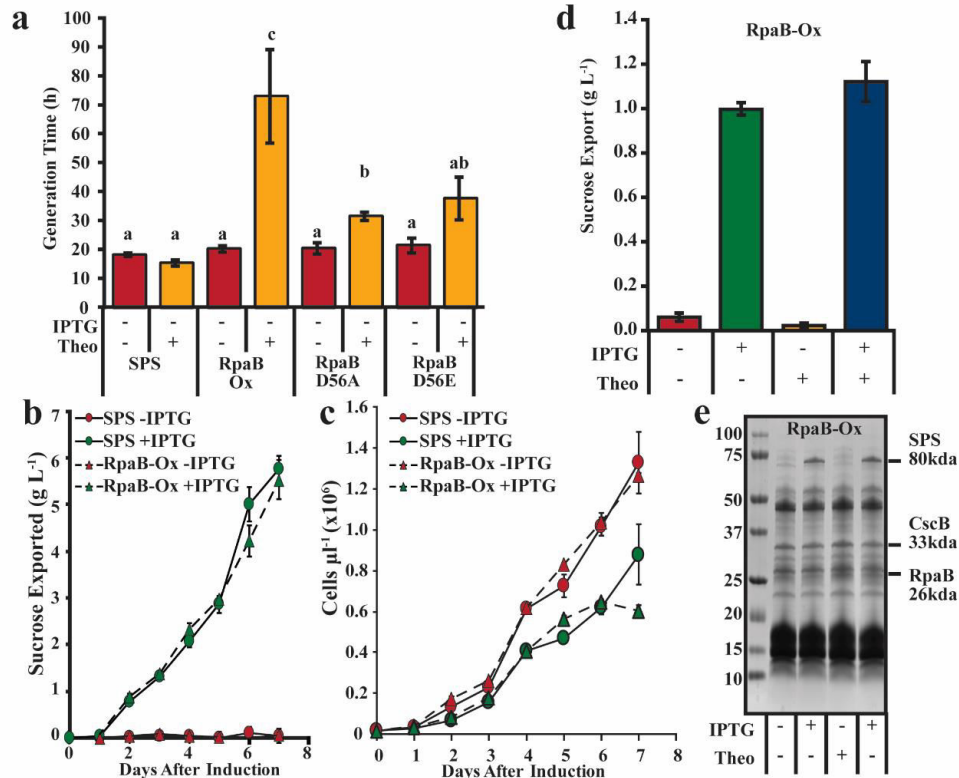 a
Generation Time (h)
100
90
80
70
60
50
40
30
20
10
0
a
a
a
c
a
b
a
ab
IPTG
- - - - - - - -
Theo
- + - + - + - +
SPS
RpaB
Ox
RpaB
D56A
RpaB
D56E
d
RpaB-Ox
Sucrose Export (g L-1)
1.4
1.2
1.0
0.8
0.6
0.4
0.2
0.0
IPTG
- + - +
Theo
- - + +
b
SPS -IPTG
SPS +IPTG
RpaB-Ox -IPTG
RpaB-Ox +IPTG
Sucrose Exported (g L-1)
7
6
5
4
3
2
1
0
0 2 4 6 8
Days After Induction
c
SPS -IPTG
SPS +IPTG
RpaB-Ox -IPTG
RpaB-Ox +IPTG
Cells μl-1 (x10⁶)
1.6
1.4
1.2
1.0
0.8
0.6
0.4
0.2
0
0 1 2 3 4 5 6 7 8
Days After Induction
e
RpaB-Ox
100
75
50
37
25
20
15
10
SPS
80kda
CscB
33kda
RpaB
26kda
IPTG
- + - +
Theo
- - + +